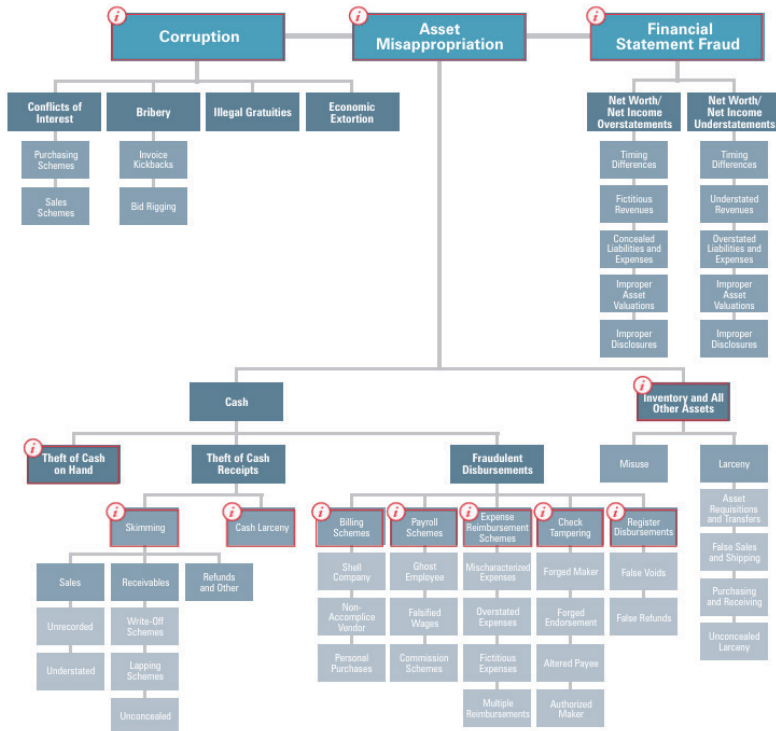 i
Corruption
i
Asset
Misappropriation
i
Financial
Statement Fraud
Conflicts of
Interest
Bribery
Illegal Gratuities
Economic
Extortion
Net Worth/
Net Income
Overstatements
Net Worth/
Net Income
Understatements
Purchasing
Schemes
Sales
Schemes
Invoice
Kickbacks
Bid Rigging
Timing
Differences
Fictitious
Revenues
Concealed
Liabilities and
Expenses
Improper
Asset
Valuations
Improper
Disclosures
Timing
Differences
Understated
Revenues
Overstated
Liabilities and
Expenses
Improper
Asset
Valuations
Improper
Disclosures
Cash
i
Inventory and All
Other Assets
i
Theft of Cash
on Hand
Theft of Cash
Receipts
Fraudulent
Disbursements
Misuse
Larceny
i
Skimming
i
Cash Larceny
i
Billing
Schemes
i
Payroll
Schemes
i
Expense
Reimbursement
Schemes
i
Check
Tampering
i
Register
Disbursements
Asset
Requisitions
and Transfers
False Sales
and Shipping
Purchasing
and Receiving
Unconcealed
Larceny
Sales
Receivables
Refunds
and Other
Unrecorded
Understated
Write-Off
Schemes
Lapping
Schemes
Unconcealed
Shell
Company
Non-
Accomplice
Vendor
Personal
Purchases
Ghost
Employee
Falsified
Wages
Commission
Schemes
Mischaracterized
Expenses
Overstated
Expenses
Fictitious
Expenses
Multiple
Reimbursements
Forged Maker
Forged
Endorsement
Altered Payee
Authorized
Maker
False Voids
False Refunds